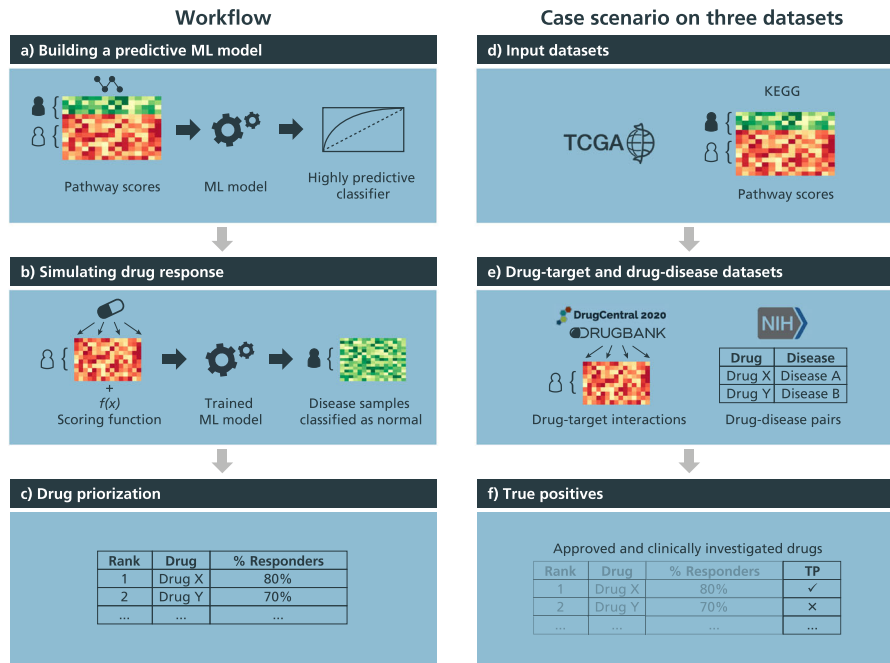 Workflow
a) Building a predictive ML model
Pathway scores
ML model
Highly predictive
classifier
b) Simulating drug response
+
f(x)
Scoring function
Trained
ML model
Disease samples
classified as normal
c) Drug priorization
Rank Drug % Responders
1 Drug X 80%
2 Drug Y 70%
... ... ...
Case scenario on three datasets
d) Input datasets
TCGA
KEGG
Pathway scores
e) Drug-target and drug-disease datasets
DrugCentral 2020
DRUGBANK
Drug-target interactions
NIH
Drug Disease
Drug X Disease A
Drug Y Disease B
Drug-disease pairs
f) True positives
Approved and clinically investigated drugs
Rank Drug % Responders TP
1 Drug X 80% ✓
2 Drug Y 70% ✕
... ... ... ...